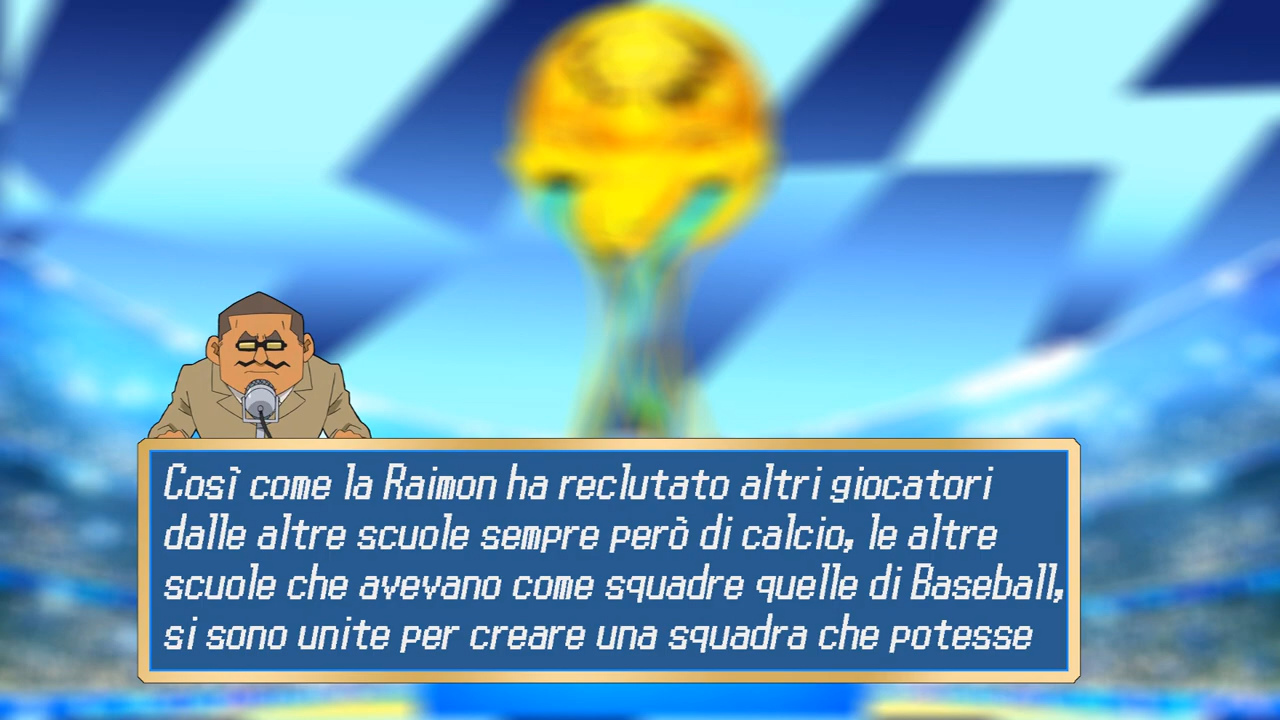 Così come la Raimon ha reclutato altri giocatori
dalle altre scuole sempre però di calcio, le altre
scuole che avevano come squadre quelle di Baseball,
si sono unite per creare una squadra che potesse